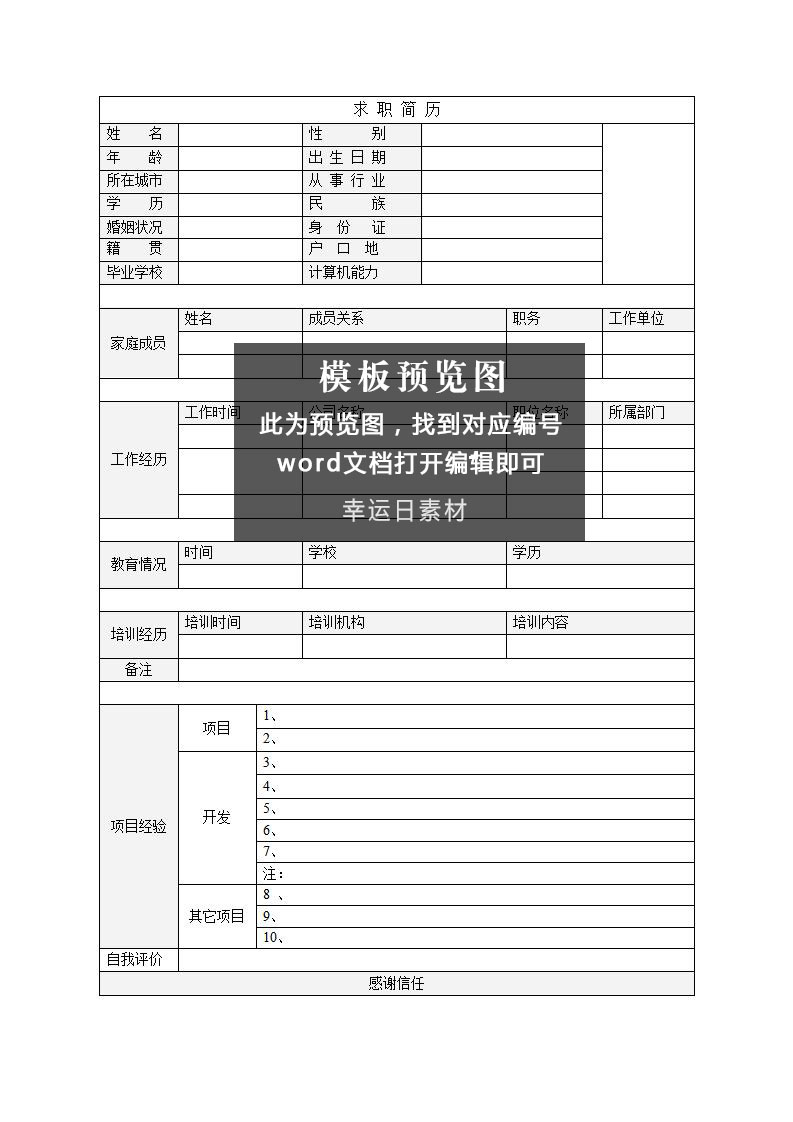 求 职 简 历
姓 名 性 别
年 龄 出 生 日 期
所在城市 从 事 行 业
学 历 民 族
婚姻状况 身 份 证
籍 贯 户 口 地
毕业学校 计算机能力
家庭成员 姓名 成员关系 职务 工作单位
模板预览图
工作经历 工作时间 公司名称 职位名称 所属部门
此为预览图，找到对应编号
word文档打开编辑即可
幸运日素材
教育情况 时间 学校 学历
培训经历 培训时间 培训机构 培训内容
备注
项目经验
项目
1、
2、
开发
3、
4、
5、
6、
7、
注：
其它项目
8 、
9、
10、
自我评价
感谢信任